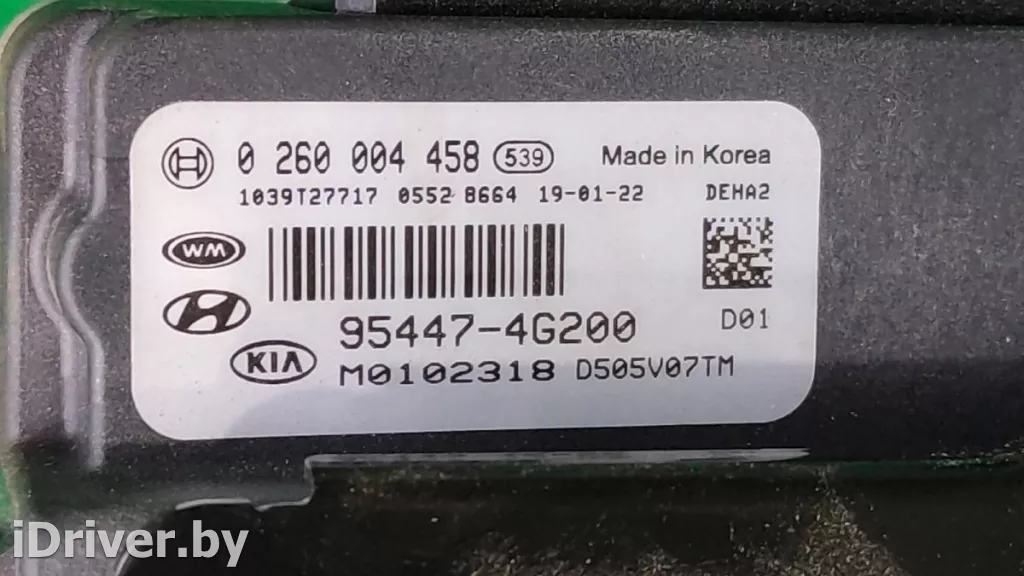 0 260 004 458 539 Made in Korea
1039T27717 0552 8664 19-01-22 DEHA2
WM
95447-4G200 D01
KIA M0102318 D505V07TM
iDriver.by